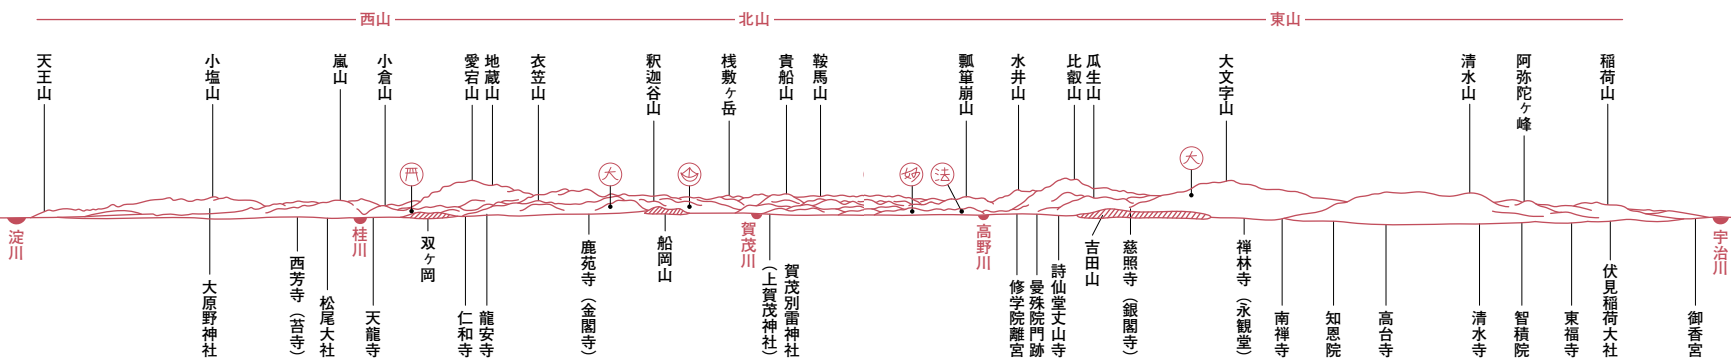 西山
北山
東山
天王山
小塩山
嵐山
小倉山
愛宕山
地蔵山
衣笠山
釈迦谷山
桟敷ヶ岳
貴船山
鞍馬山
瓢箪崩山
水井山
比叡山
瓜生山
大文字山
清水山
阿弥陀ヶ峰
稲荷山
大
妙
法
大
淀川
桂川
賀茂川
高野川
宇治川
大原野神社
西芳寺（苔寺）
松尾大社
天龍寺
双ヶ岡
仁和寺
龍安寺
鹿苑寺（金閣寺）
船岡山
賀茂別雷神社
（上賀茂神社）
修学院離宮
曼殊院門跡
詩仙堂丈山寺
吉田山
慈照寺（銀閣寺）
禅林寺（永観堂）
南禅寺
知恩院
高台寺
清水寺
智積院
東福寺
伏見稲荷大社
御香宮